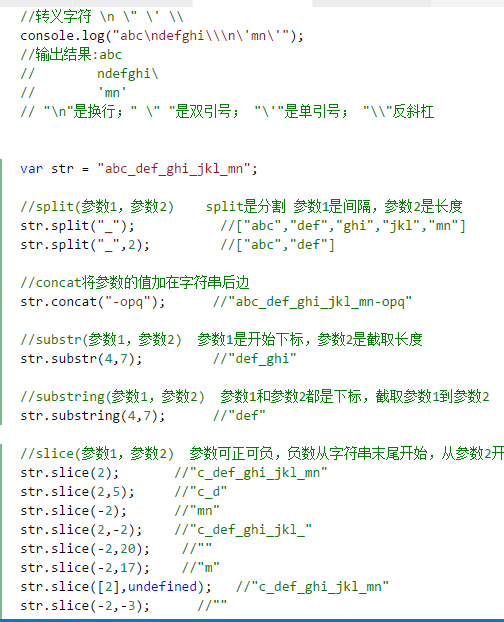 //转义字符 \n \" \' \\
console.log("abc\ndefghi\\\n\'mn\'");
//输出结果:abc
//        ndefghi\
//        'mn'
// "\n"是换行;" \" "是双引号; "\'"是单引号; "\\"反斜杠
var str = "abc_def_ghi_jkl_mn";
//split(参数1，参数2)    split是分割 参数1是间隔，参数2是长度
str.split("_");           //["abc","def","ghi","jkl","mn"]
str.split("_",2);         //["abc","def"]
//concat将参数的值加在字符串后边
str.concat("-opq");      //"abc_def_ghi_jkl_mn-opq"
//substr(参数1，参数2)  参数1是开始下标，参数2是截取长度
str.substr(4,7);         //"def_ghi"
//substring(参数1，参数2)  参数1和参数2都是下标，截取参数1到参数2
str.substring(4,7);      //"def"
//slice(参数1，参数2)  参数可正可负，负数从字符串末尾开始，从参数2开
str.slice(2);       //"c_def_ghi_jkl_mn"
str.slice(2,5);     //"c_d"
str.slice(-2);      //"mn"
str.slice(2,-2);    //"c_def_ghi_jkl_"
str.slice(-2,20);    //""
str.slice(-2,17);    //"m"
str.slice([2],undefined);   //"c_def_ghi_jkl_mn"
str.slice(-2,-3);      //""